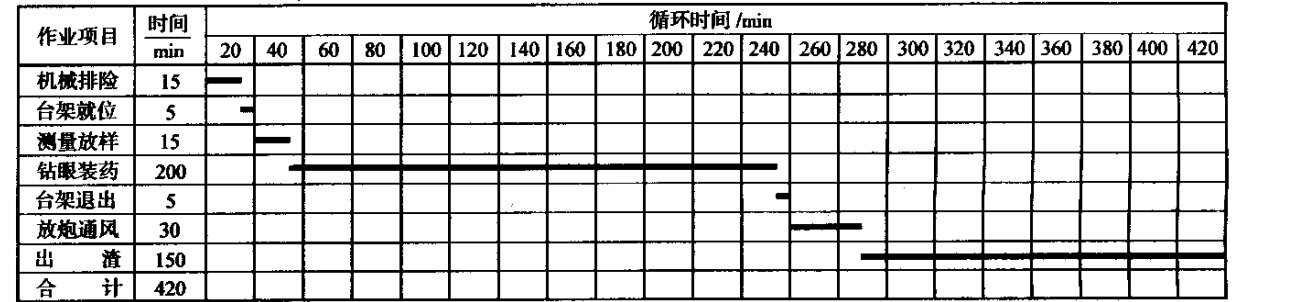 作业项目 时间/min 循环时间/min
20 40 60 80 100 120 140 160 180 200 220 240 260 280 300 320 340 360 380 400 420
机械排险 15
台架就位 5
测量放样 15
钻眼装药 200
台架退出 5
放炮通风 30
出渣 150
合计 420